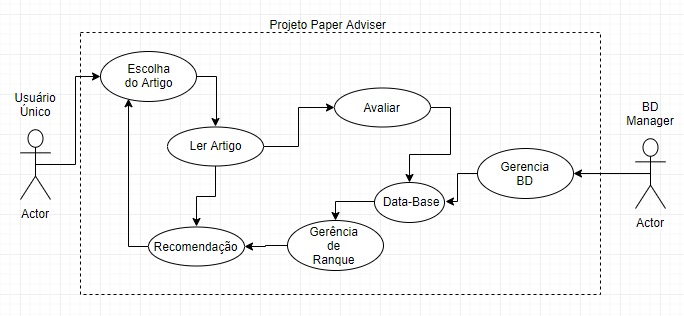 Projeto Paper Adviser
Escolha
do Artigo
Usuário
Único
Avaliar
BD
Manager
Ler Artigo
Gerencia
BD
Data-Base
Actor
Actor
Recomendação
Gerência
de
Ranque